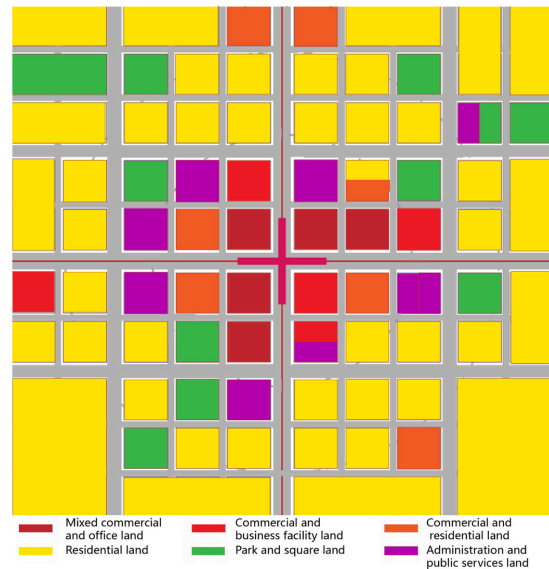 Mixed commercial
and office land
Commercial and
business facility land
Commercial and
residential land
Residential land
Park and square land
Administration and
public services land